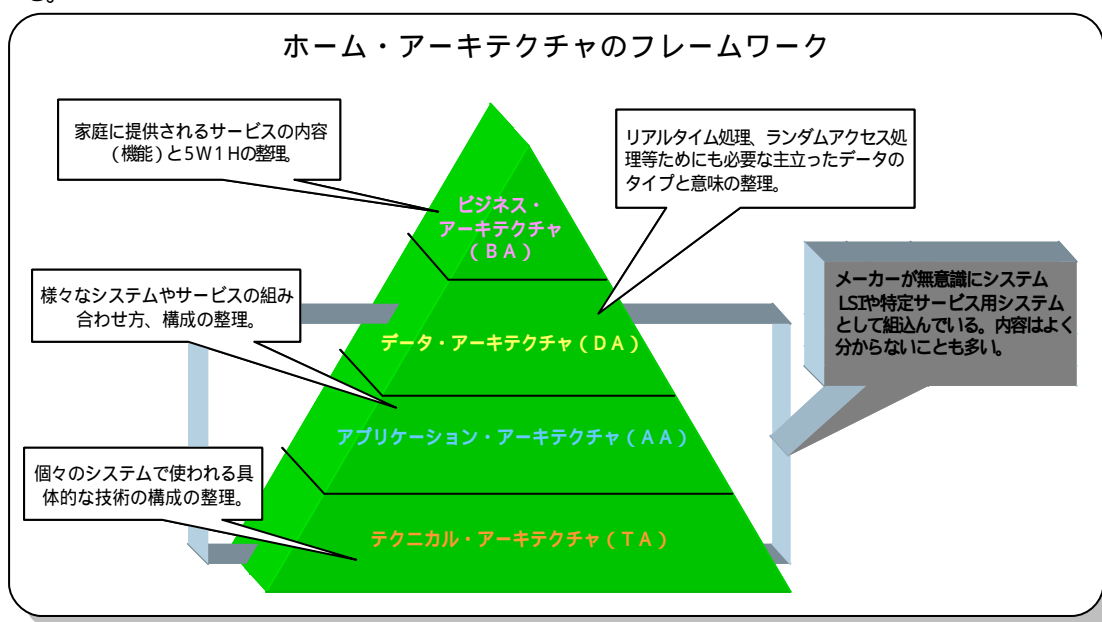 る。
ホーム・アーキテクチャのフレームワーク
家庭に提供されるサービスの内容
(機能)と5W1Hの整理。
リアルタイム処理、ランダムアクセス処
理等ためにも必要な主立ったデータの
タイプと意味の整理。
ビジネス・
アーキテクチャ
(BA)
メーカーが無意識にシステム
LSIや特定サービス用システム
として組込んでいる。内容はよく
分からないことも多い。
様々なシステムやサービスの組み
合わせ方、構成の整理。
データ・アーキテクチャ(DA)
アプリケーション・アーキテクチャ(AA)
個々のシステムで使われる具
体的な技術の構成の整理。
テクニカル・アーキテクチャ(TA)